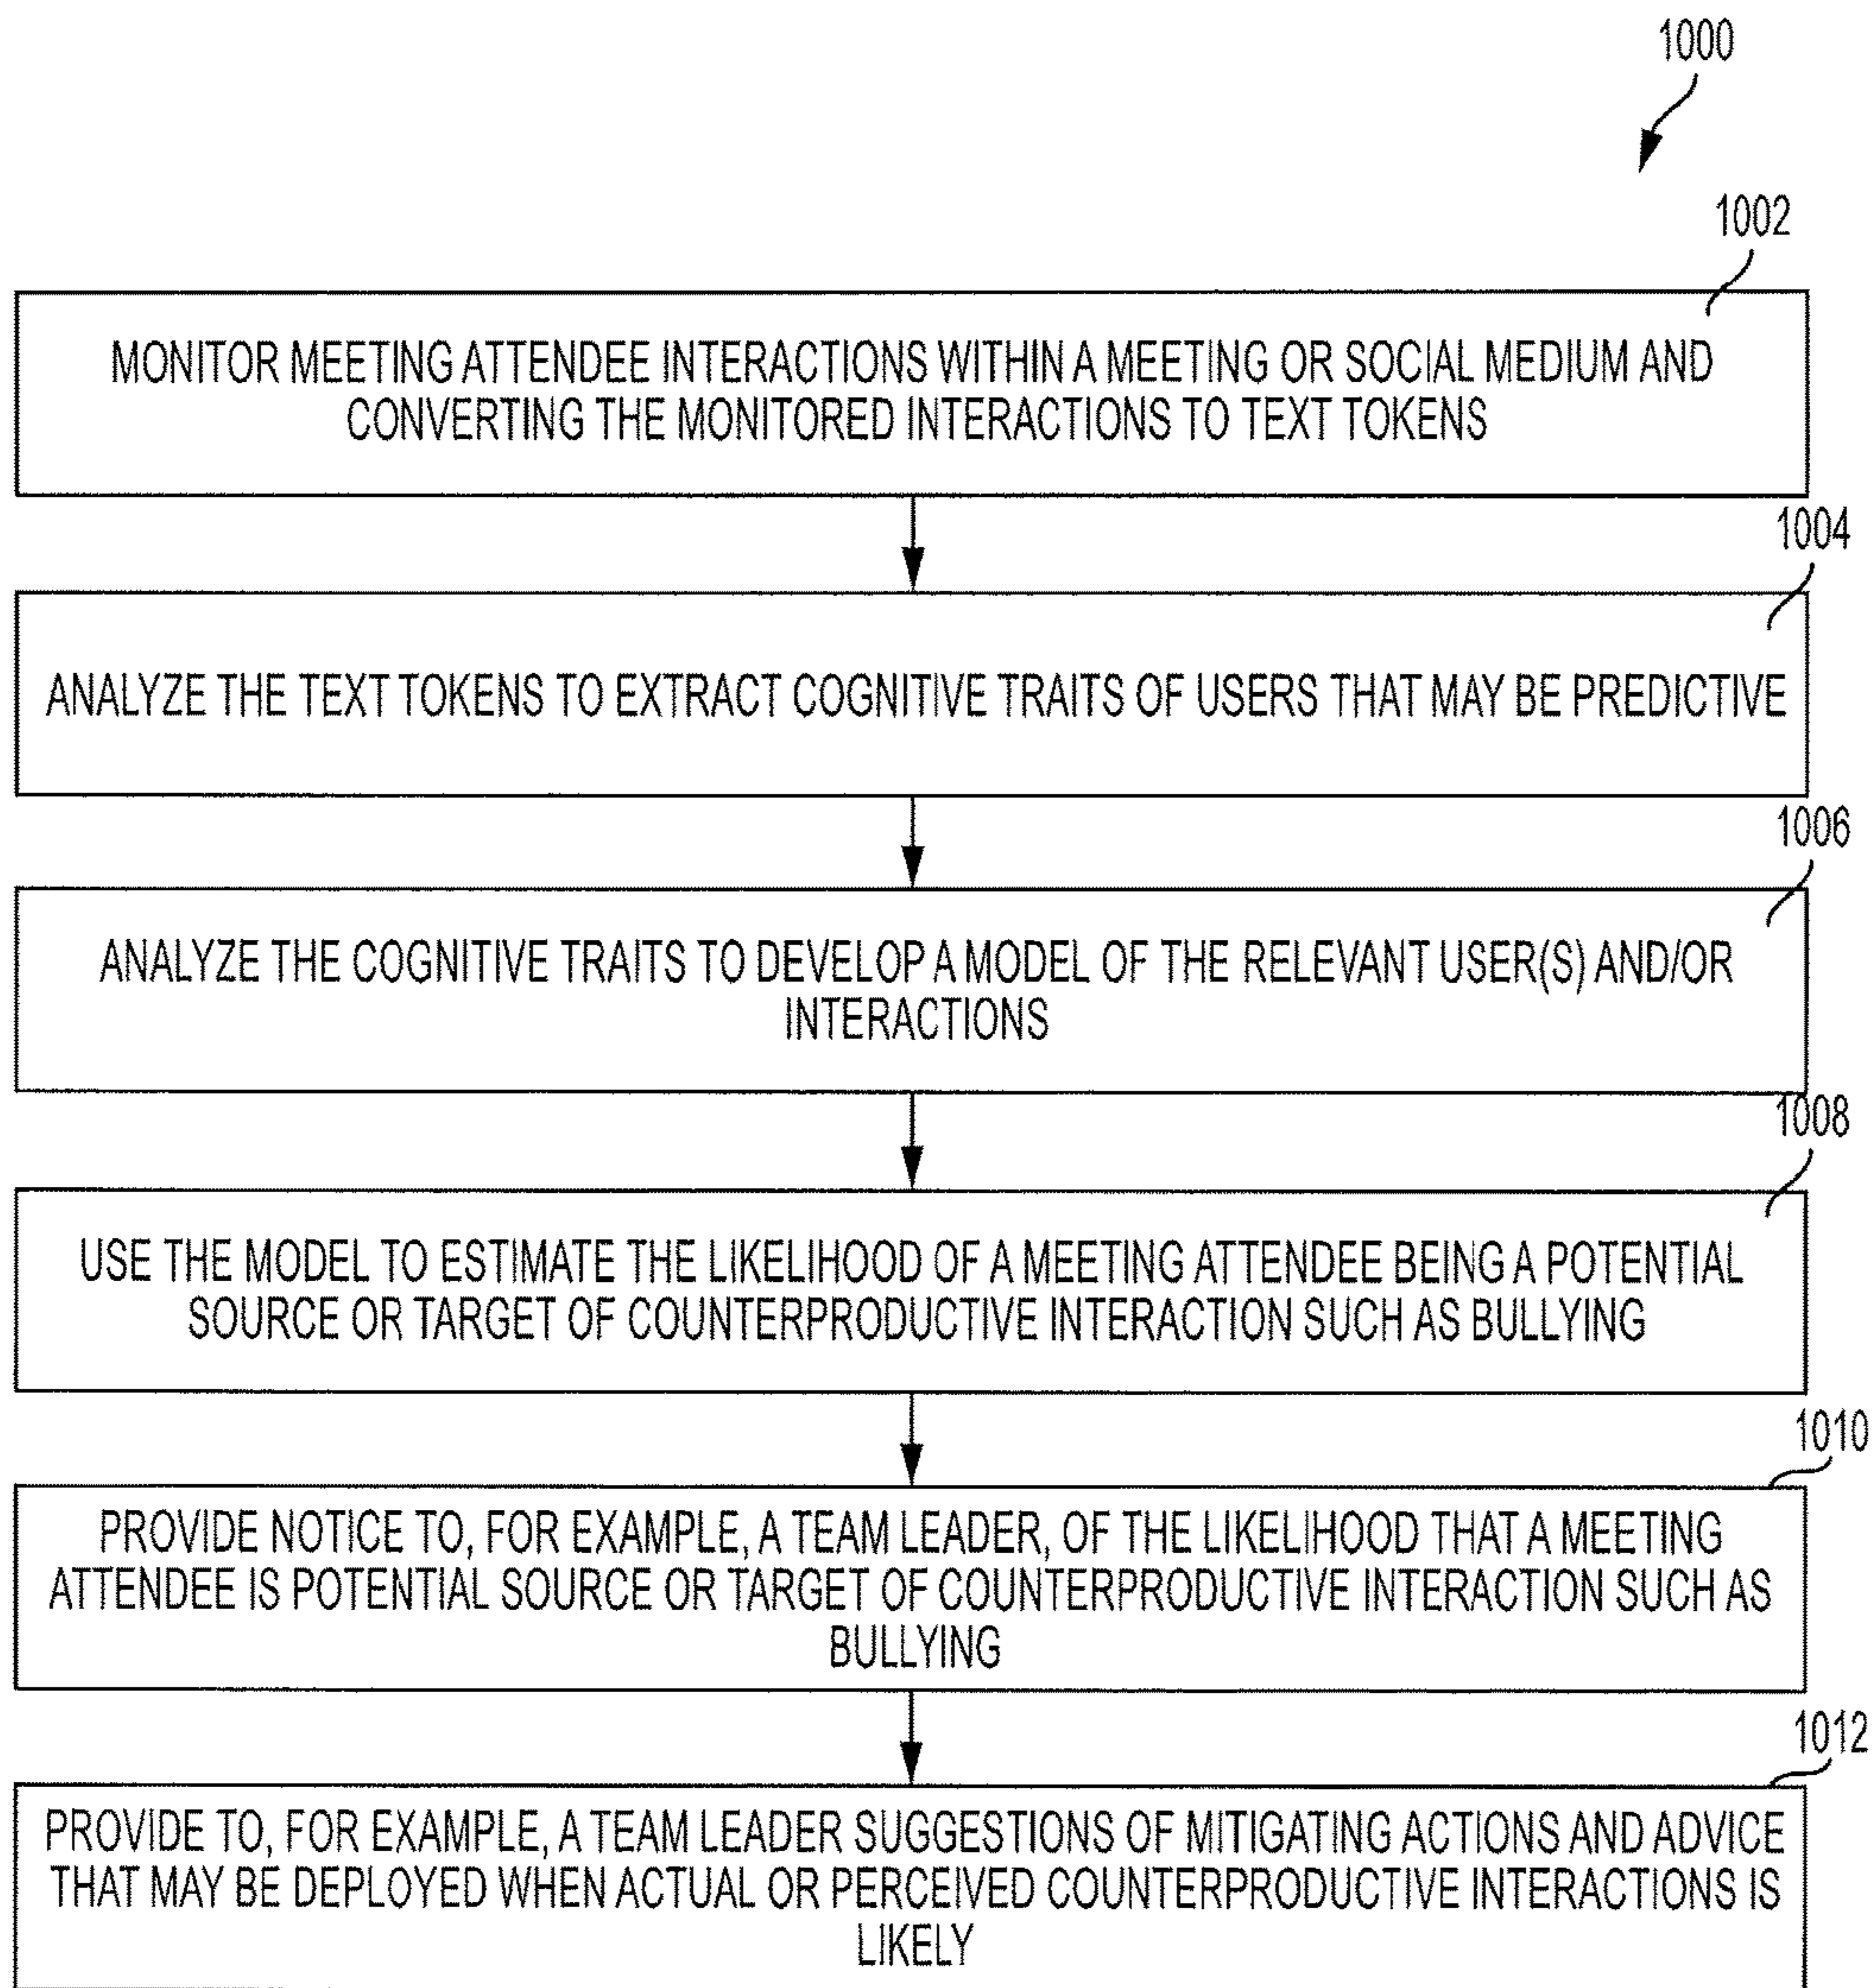 1000
1002
MONITOR MEETING ATTENDEE INTERACTIONS WITHIN A MEETING OR SOCIAL MEDIUM AND
CONVERTING THE MONITORED INTERACTIONS TO TEXT TOKENS
1004
ANALYZE THE TEXT TOKENS TO EXTRACT COGNITIVE TRAITS OF USERS THAT MAY BE PREDICTIVE
1006
ANALYZE THE COGNITIVE TRAITS TO DEVELOP A MODEL OF THE RELEVANT USER(S) AND/OR
INTERACTIONS
1008
USE THE MODEL TO ESTIMATE THE LIKELIHOOD OF A MEETING ATTENDEE BEING A POTENTIAL
SOURCE OR TARGET OF COUNTERPRODUCTIVE INTERACTION SUCH AS BULLYING
1010
PROVIDE NOTICE TO, FOR EXAMPLE, A TEAM LEADER, OF THE LIKELIHOOD THAT A MEETING
ATTENDEE IS POTENTIAL SOURCE OR TARGET OF COUNTERPRODUCTIVE INTERACTION SUCH AS
BULLYING
1012
PROVIDE TO, FOR EXAMPLE, A TEAM LEADER SUGGESTIONS OF MITIGATING ACTIONS AND ADVICE
THAT MAY BE DEPLOYED WHEN ACTUAL OR PERCEIVED COUNTERPRODUCTIVE INTERACTIONS IS
LIKELY